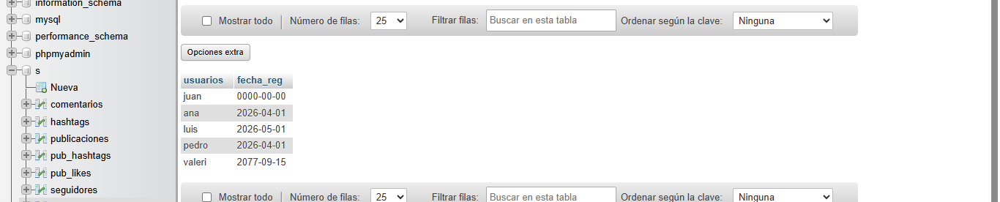 information_schema
mysql
performance_schema
phpmyadmin
s
Nueva
comentarios
hashtags
publicaciones
pub_hashtags
pub_likes
seguidores
Mostrar todo Número de filas: 25 Filtrar filas: Buscar en esta tabla Ordenar según la clave: Ninguna
Opciones extra
usuarios fecha_reg
juan 0000-00-00
ana 2026-04-01
luis 2026-05-01
pedro 2026-04-01
valeri 2077-09-15
Mostrar todo Número de filas: 25 Filtrar filas: Buscar en esta tabla Ordenar según la clave: Ninguna